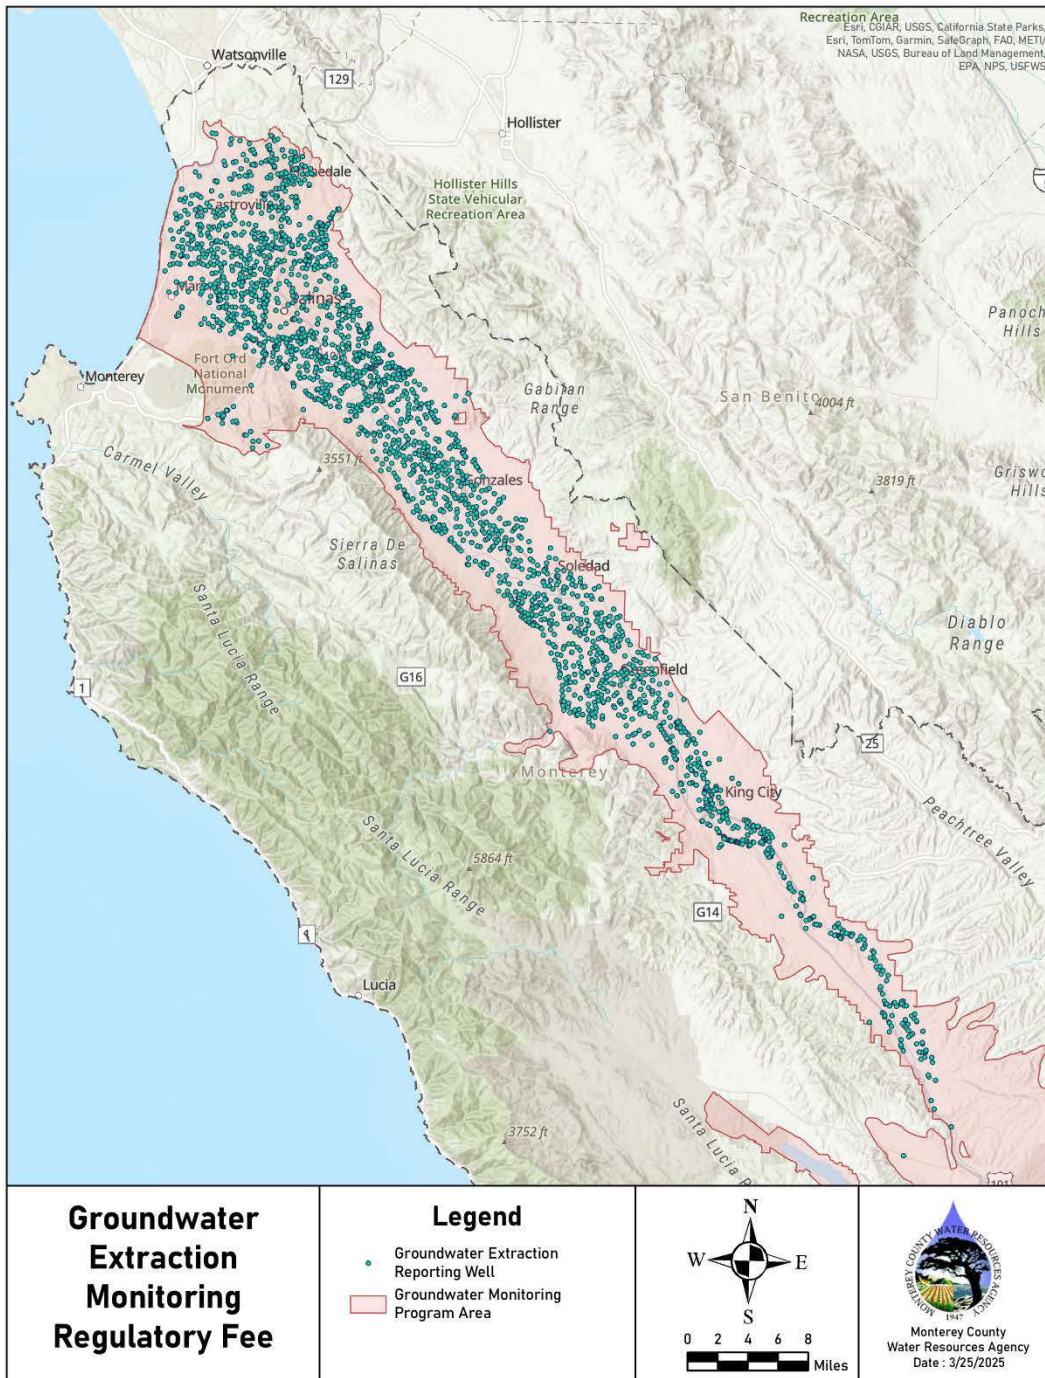 Recreation Area
Esri, CGIAR, USGS, California State Parks,
Esri, TomTom, Garmin, SafeGraph, FAO, METI/
NASA, USGS, Bureau of Land Management,
EPA, NPS, USFWS
Watsonville
129
Hollister
Hollister Hills
State Vehicular
Recreation Area
Castroville
Salinas
Panoche
Hills
Fort Ord
National
Monument
Monterey
Gabilan
Range
San Benito
4004 ft
Carmel Valley
3551 ft
Gonzales
3819 ft
Griswo
Hills
Sierra De
Salinas
Soledad
Santa Lucia
Range
Diablo
Range
Greenfield
G16
1
25
Monterey
King City
Peachtree Valley
Santa Lucia
Range
5864 ft
G14
1
Lucia
Santa Lucia R
3752 ft
101
Groundwater
Extraction
Monitoring
Regulatory Fee
Legend
Groundwater Extraction
Reporting Well
Groundwater Monitoring
Program Area
N
W
E
S
0 2 4 6 8
Miles
MONTEREY COUNTY WATER RESOURCES AGENCY
1947
Monterey County
Water Resources Agency
Date : 3/25/2025